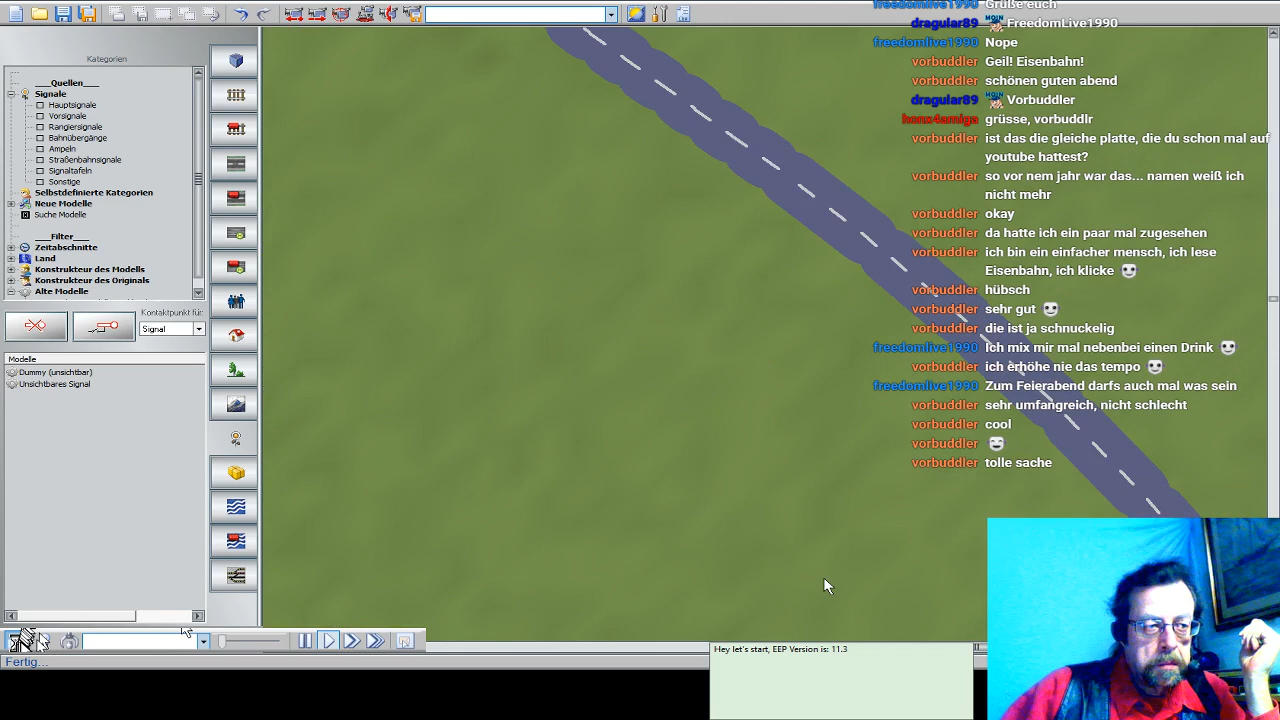 Kategorien
___Quellen___
Signale
Hauptsignale
Vorsignale
Rangiersignale
Bahnübergänge
Ampeln
Straßenbahnsignale
Signaltafeln
Sonstige
Selbstdefinierte Kategorien
Neue Modelle
Suche Modelle
___Filter___
Zeitabschnitte
Land
Konstrukteur des Modells
Konstrukteur des Originals
Alte Modelle
Kontaktpunkt für:
Signal
Modelle
Dummy (unsichtbar)
Unsichtbares Signal
Fertig...
Hey let's start, EEP Version is: 11.3
freedomlive1990 Grüße euch
dragular89 MOIN FreedomLive1990
freedomlive1990 Nope
vorbuddler Geil! Eisenbahn!
vorbuddler schönen guten abend
dragular89 MOIN Vorbuddler
honx4amiga grüsse, vorbuddlr
vorbuddler ist das die gleiche platte, die du schon mal auf
youtube hattest?
vorbuddler so vor nem jahr war das... namen weiß ich
nicht mehr
vorbuddler okay
vorbuddler da hatte ich ein paar mal zugesehen
vorbuddler ich bin ein einfacher mensch, ich lese
Eisenbahn, ich klicke
vorbuddler hübsch
vorbuddler sehr gut
vorbuddler die ist ja schnuckelig
freedomlive1990 Ich mix mir mal nebenbei einen Drink
vorbuddler ich erhöhe nie das tempo
freedomlive1990 Zum Feierabend darfs auch mal was sein
vorbuddler sehr umfangreich, nicht schlecht
vorbuddler cool
vorbuddler
vorbuddler tolle sache